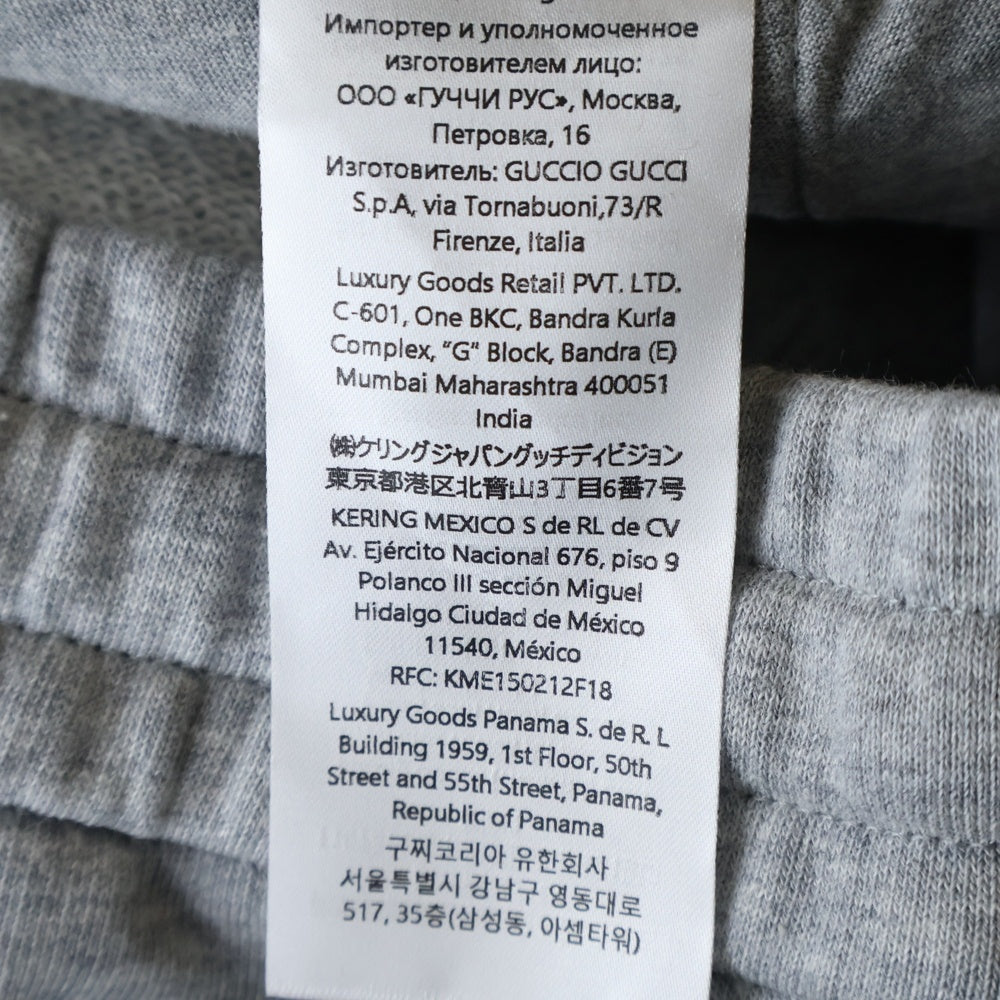 Импортер и уполномоченное
изготовителем лицо:
ООО «ГУЧЧИ РУС», Москва,
Петровка, 16
Изготовитель: GUCCIO GUCCI
S.p.A, via Tornabuoni,73/R
Firenze, Italia
Luxury Goods Retail PVT. LTD.
C-601, One BKC, Bandra Kurla
Complex, “G” Block, Bandra (E)
Mumbai Maharashtra 400051
India
㈱ケリングジャパングッチディビジョン
東京都港区北青山3丁目6番7号
KERING MEXICO S de RL de CV
Av. Ejército Nacional 676, piso 9
Polanco III sección Miguel
Hidalgo Ciudad de México
11540, México
RFC: KME150212F18
Luxury Goods Panama S. de R. L
Building 1959, 1st Floor, 50th
Street and 55th Street, Panama,
Republic of Panama
구찌코리아 유한회사
서울특별시 강남구 영동대로
517, 35층(삼성동, 아셈타워)